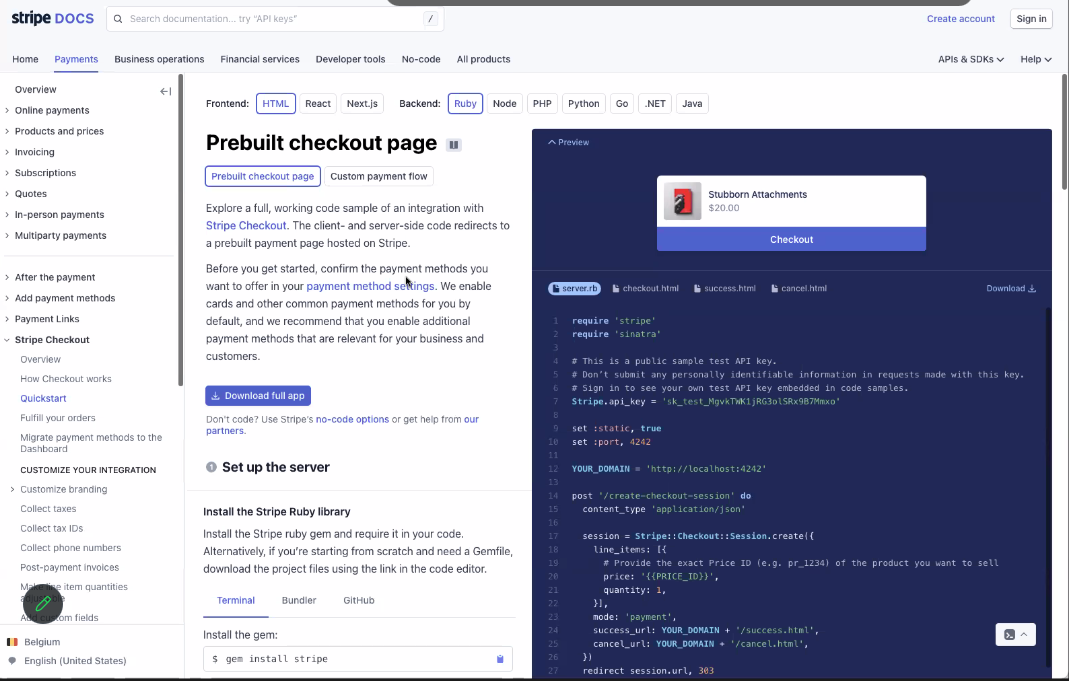 stripe DOCS
Search documentation... try “API keys”
/
Create account
Sign in
Home
Payments
Business operations
Financial services
Developer tools
No-code
All products
APIs & SDKs
Help
Overview
Online payments
Products and prices
Invoicing
Subscriptions
Quotes
In-person payments
Multiparty payments
After the payment
Add payment methods
Payment Links
Stripe Checkout
Overview
How Checkout works
Quickstart
Fulfill your orders
Migrate payment methods to the
Dashboard
CUSTOMIZE YOUR INTEGRATION
Customize branding
Collect taxes
Collect tax IDs
Collect phone numbers
Post-payment invoices
Make line item quantities
Add custom fields
Belgium
English (United States)
Frontend:
HTML
React
Next.js
Backend:
Ruby
Node
PHP
Python
Go
.NET
Java
Prebuilt checkout page
Prebuilt checkout page
Custom payment flow
Explore a full, working code sample of an integration with
Stripe Checkout. The client- and server-side code redirects to
a prebuilt payment page hosted on Stripe.
Before you get started, confirm the payment methods you
want to offer in your payment method settings. We enable
cards and other common payment methods for you by
default, and we recommend that you enable additional
payment methods that are relevant for your business and
customers.
Download full app
Don't code? Use Stripe's no-code options or get help from our
partners.
1 Set up the server
Install the Stripe Ruby library
Install the Stripe ruby gem and require it in your code.
Alternatively, if you’re starting from scratch and need a Gemfile,
download the project files using the link in the code editor.
Terminal
Bundler
GitHub
Install the gem:
$ gem install stripe
Preview
Stubborn Attachments
$20.00
Checkout
server.rb
checkout.html
success.html
cancel.html
Download
1 require 'stripe'
2 require 'sinatra'
3
4 # This is a public sample test API key.
5 # Don’t submit any personally identifiable information in requests made with this key.
6 # Sign in to see your own test API key embedded in code samples.
7 Stripe.api_key = 'sk_test_MgvkTWK1jRG3olSRx9B7Mmxo'
8
9 set :static, true
10 set :port, 4242
11
12 YOUR_DOMAIN = 'http://localhost:4242'
13
14 post '/create-checkout-session' do
15 content_type 'application/json'
16
17 session = Stripe::Checkout::Session.create({
18 line_items: [{
19 # Provide the exact Price ID (e.g. pr_1234) of the product you want to sell
20 price: '{{PRICE_ID}}',
21 quantity: 1,
22 }],
23 mode: 'payment',
24 success_url: YOUR_DOMAIN + '/success.html',
25 cancel_url: YOUR_DOMAIN + '/cancel.html',
26 })
27 redirect session.url, 303